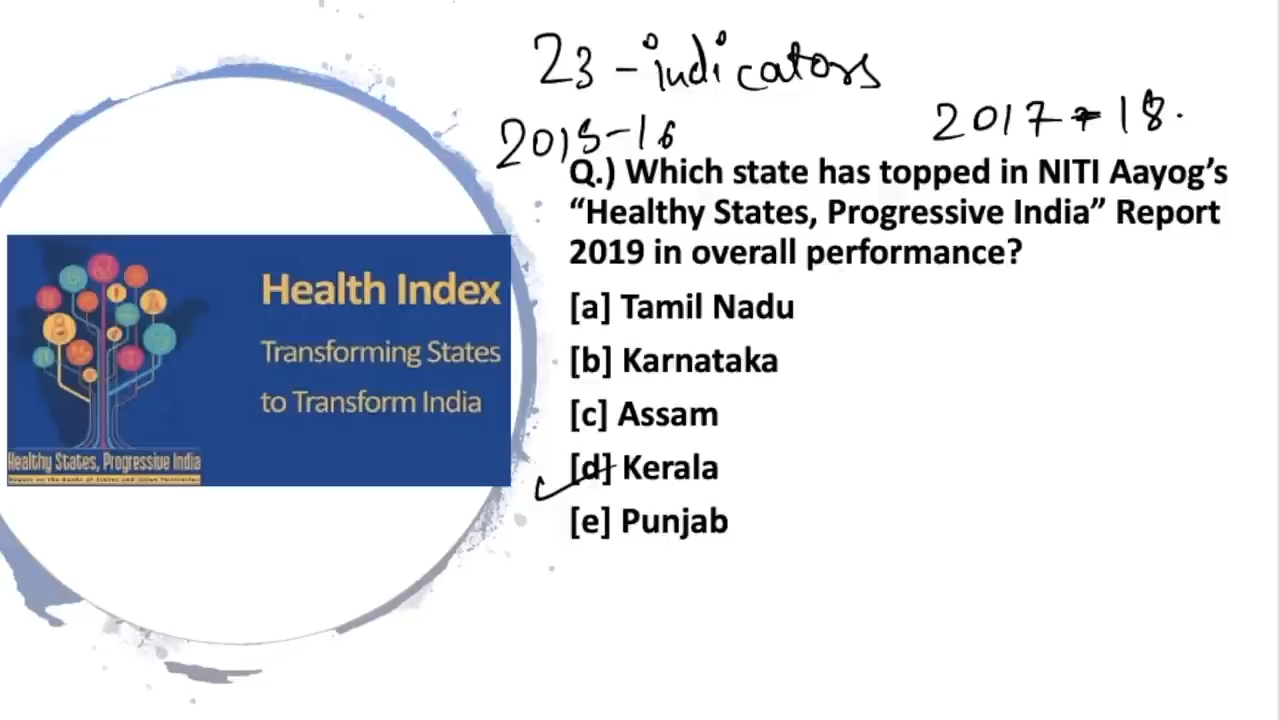 23 - indicators
2015-16
2017-18.
Q.) Which state has topped in NITI Aayog’s
“Healthy States, Progressive India” Report
2019 in overall performance?
[a] Tamil Nadu
[b] Karnataka
[c] Assam
[d] Kerala
[e] Punjab
Health Index
Transforming States
to Transform India
Healthy States, Progressive India